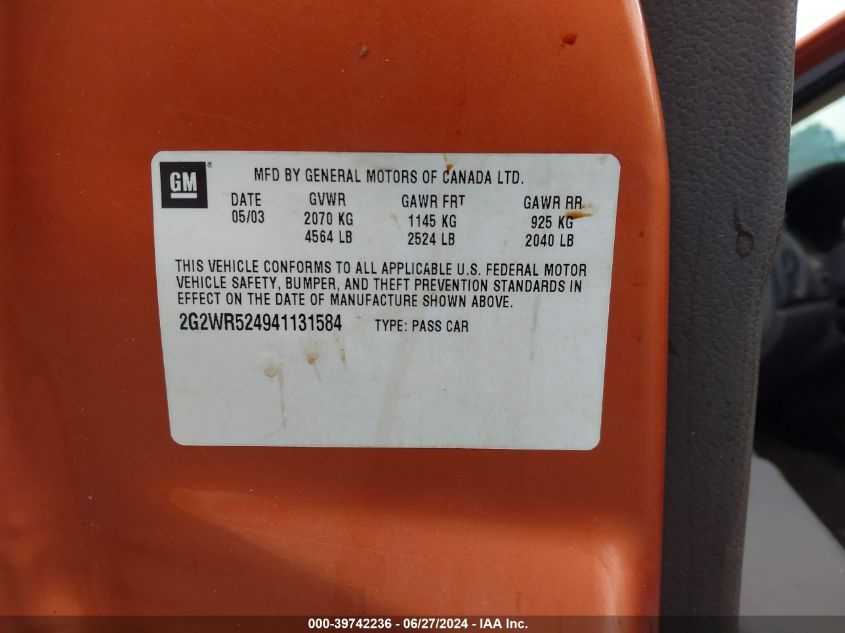 GM ®
MFD BY GENERAL MOTORS OF CANADA LTD.
DATE GVWR GAWR FRT GAWR RR
05/03 2070 KG 1145 KG 925 KG
4564 LB 2524 LB 2040 LB
THIS VEHICLE CONFORMS TO ALL APPLICABLE U.S. FEDERAL MOTOR
VEHICLE SAFETY, BUMPER, AND THEFT PREVENTION STANDARDS IN
EFFECT ON THE DATE OF MANUFACTURE SHOWN ABOVE.
2G2WR524941131584 TYPE: PASS CAR
000-39742236 - 06/27/2024 - IAA Inc.